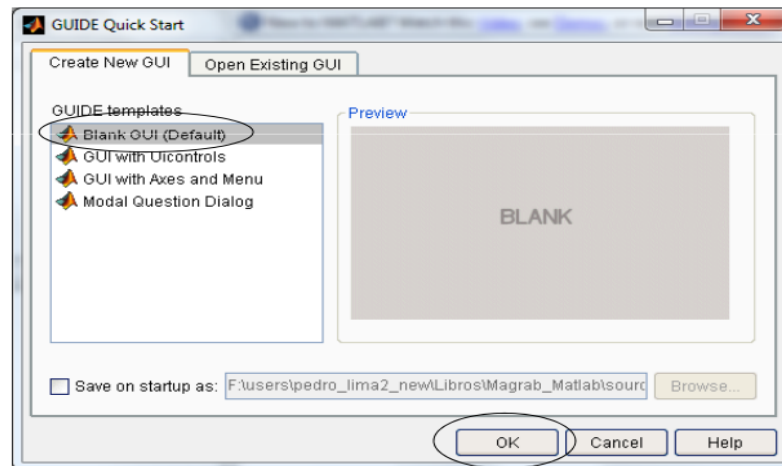 GUIDE Quick Start
Create New GUI
Open Existing GUI
GUIDE templates
Blank GUI (Default)
GUI with Uicontrols
GUI with Axes and Menu
Modal Question Dialog
Preview
BLANK
Save on startup as:
F:\users\pedro_lima2_new\Libros\Magrab_Matlab\sourc
Browse...
OK
Cancel
Help